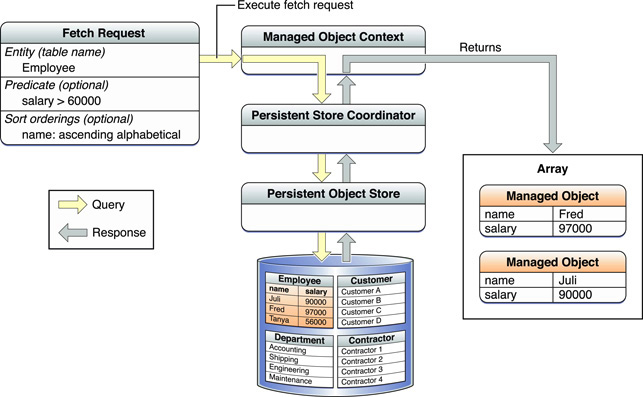 Execute fetch request
Fetch Request
Entity (table name)
Employee
Predicate (optional)
salary > 60000
Sort orderings (optional)
name: ascending alphabetical
Managed Object Context
Returns
Persistent Store Coordinator
Persistent Object Store
Query
Response
Employee
name salary
Juli 90000
Fred 97000
Tanya 56000
Customer
Customer A
Customer B
Customer C
Customer D
Department
Accounting
Shipping
Engineering
Maintenance
Contractor
Contractor 1
Contractor 2
Contractor 3
Contractor 4
Array
Managed Object
name Fred
salary 97000
Managed Object
name Juli
salary 90000